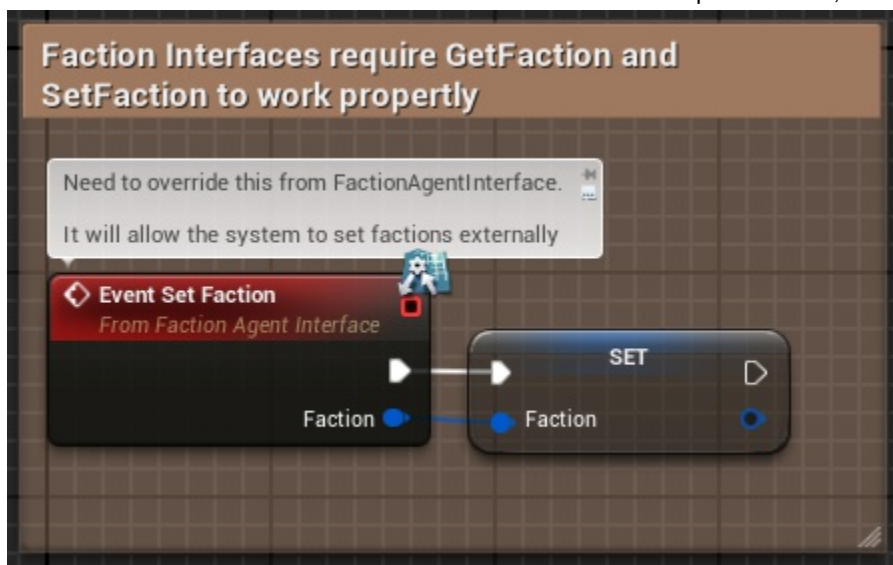 Faction Interfaces require GetFaction and
SetFaction to work propertly
Need to override this from FactionAgentInterface.
It will allow the system to set factions externally
Event Set Faction
From Faction Agent Interface
SET
Faction
Faction